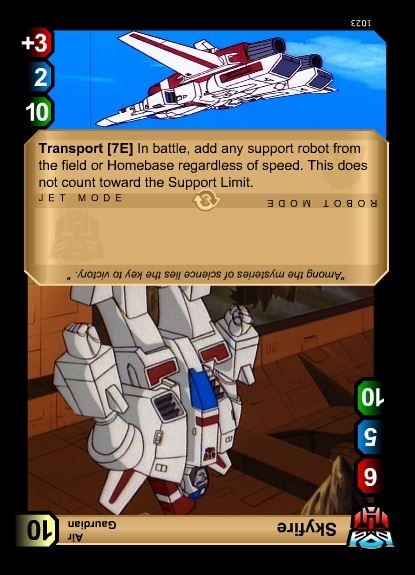 1023
+3
2
10
Transport [7E] In battle, add any support robot from
the field or Homebase regardless of speed. This does
not count toward the Support Limit.
JET MODE
3
ROBOT MODE
"Among the mysteries of science lies the key to victory. "
10
5
9
10
Air
Gaurdian
Skyfire